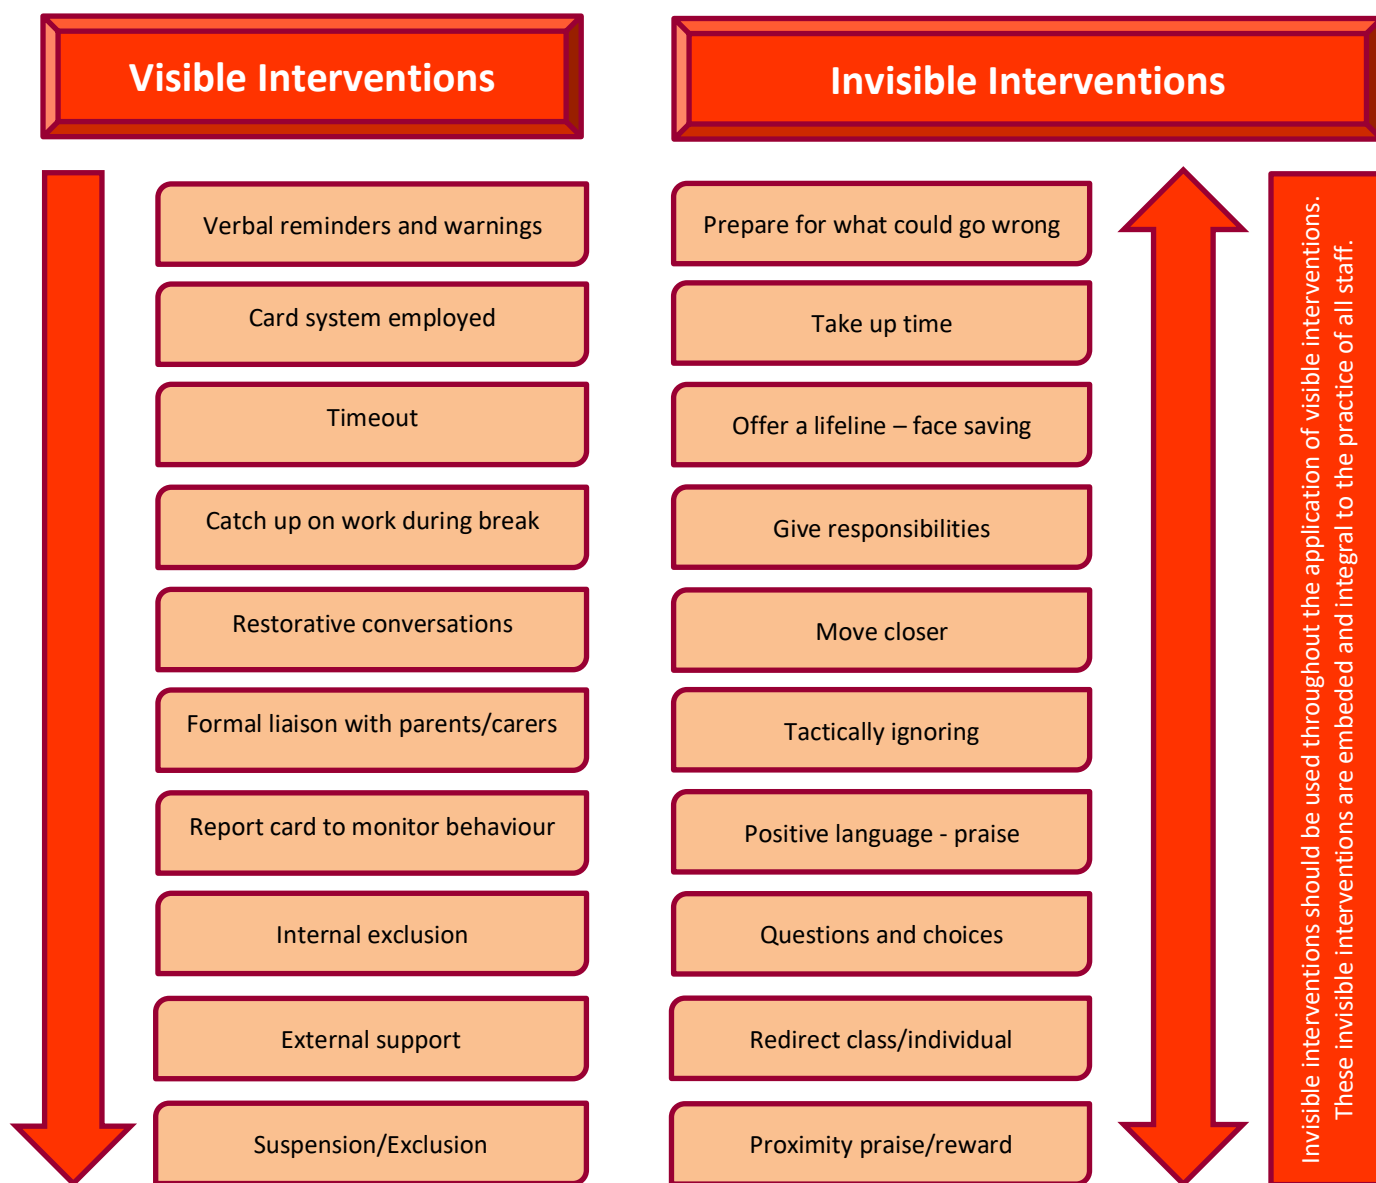 Visible Interventions
Verbal reminders and warnings
Card system employed
Timeout
Catch up on work during break
Restorative conversations
Formal liaison with parents/carers
Report card to monitor behaviour
Internal exclusion
External support
Suspension/Exclusion
Invisible Interventions
Prepare for what could go wrong
Take up time
Offer a lifeline – face saving
Give responsibilities
Move closer
Tactically ignoring
Positive language - praise
Questions and choices
Redirect class/individual
Proximity praise/reward
Invisible interventions should be used throughout the application of visible interventions.
These invisible interventions are embeded and integral to the practice of all staff.